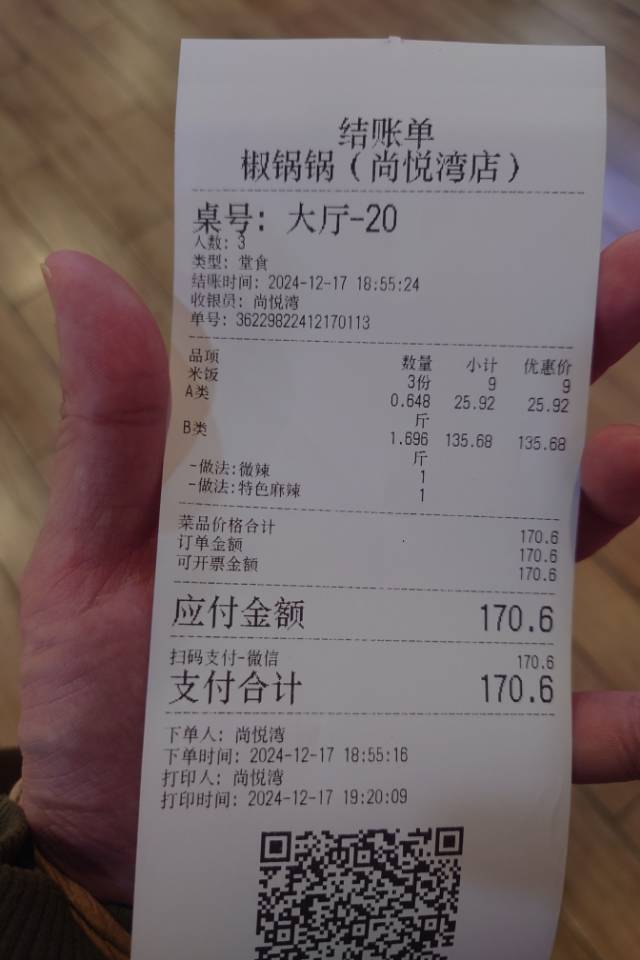 结账单
椒锅锅（尚悦湾店）
桌号: 大厅-20
人数: 3
类型: 堂食
结账时间: 2024-12-17 18:55:24
收银员: 尚悦湾
单号: 36229822412170113
品项 数量 小计 优惠价
米饭 3份 9 9
A类 0.648 25.92 25.92
斤
B类 1.696 135.68 135.68
斤
-做法:微辣 1
-做法:特色麻辣 1
菜品价格合计 170.6
订单金额 170.6
可开票金额 170.6
应付金额 170.6
扫码支付-微信 170.6
支付合计 170.6
下单人: 尚悦湾
下单时间: 2024-12-17 18:55:16
打印人: 尚悦湾
打印时间: 2024-12-17 19:20:09